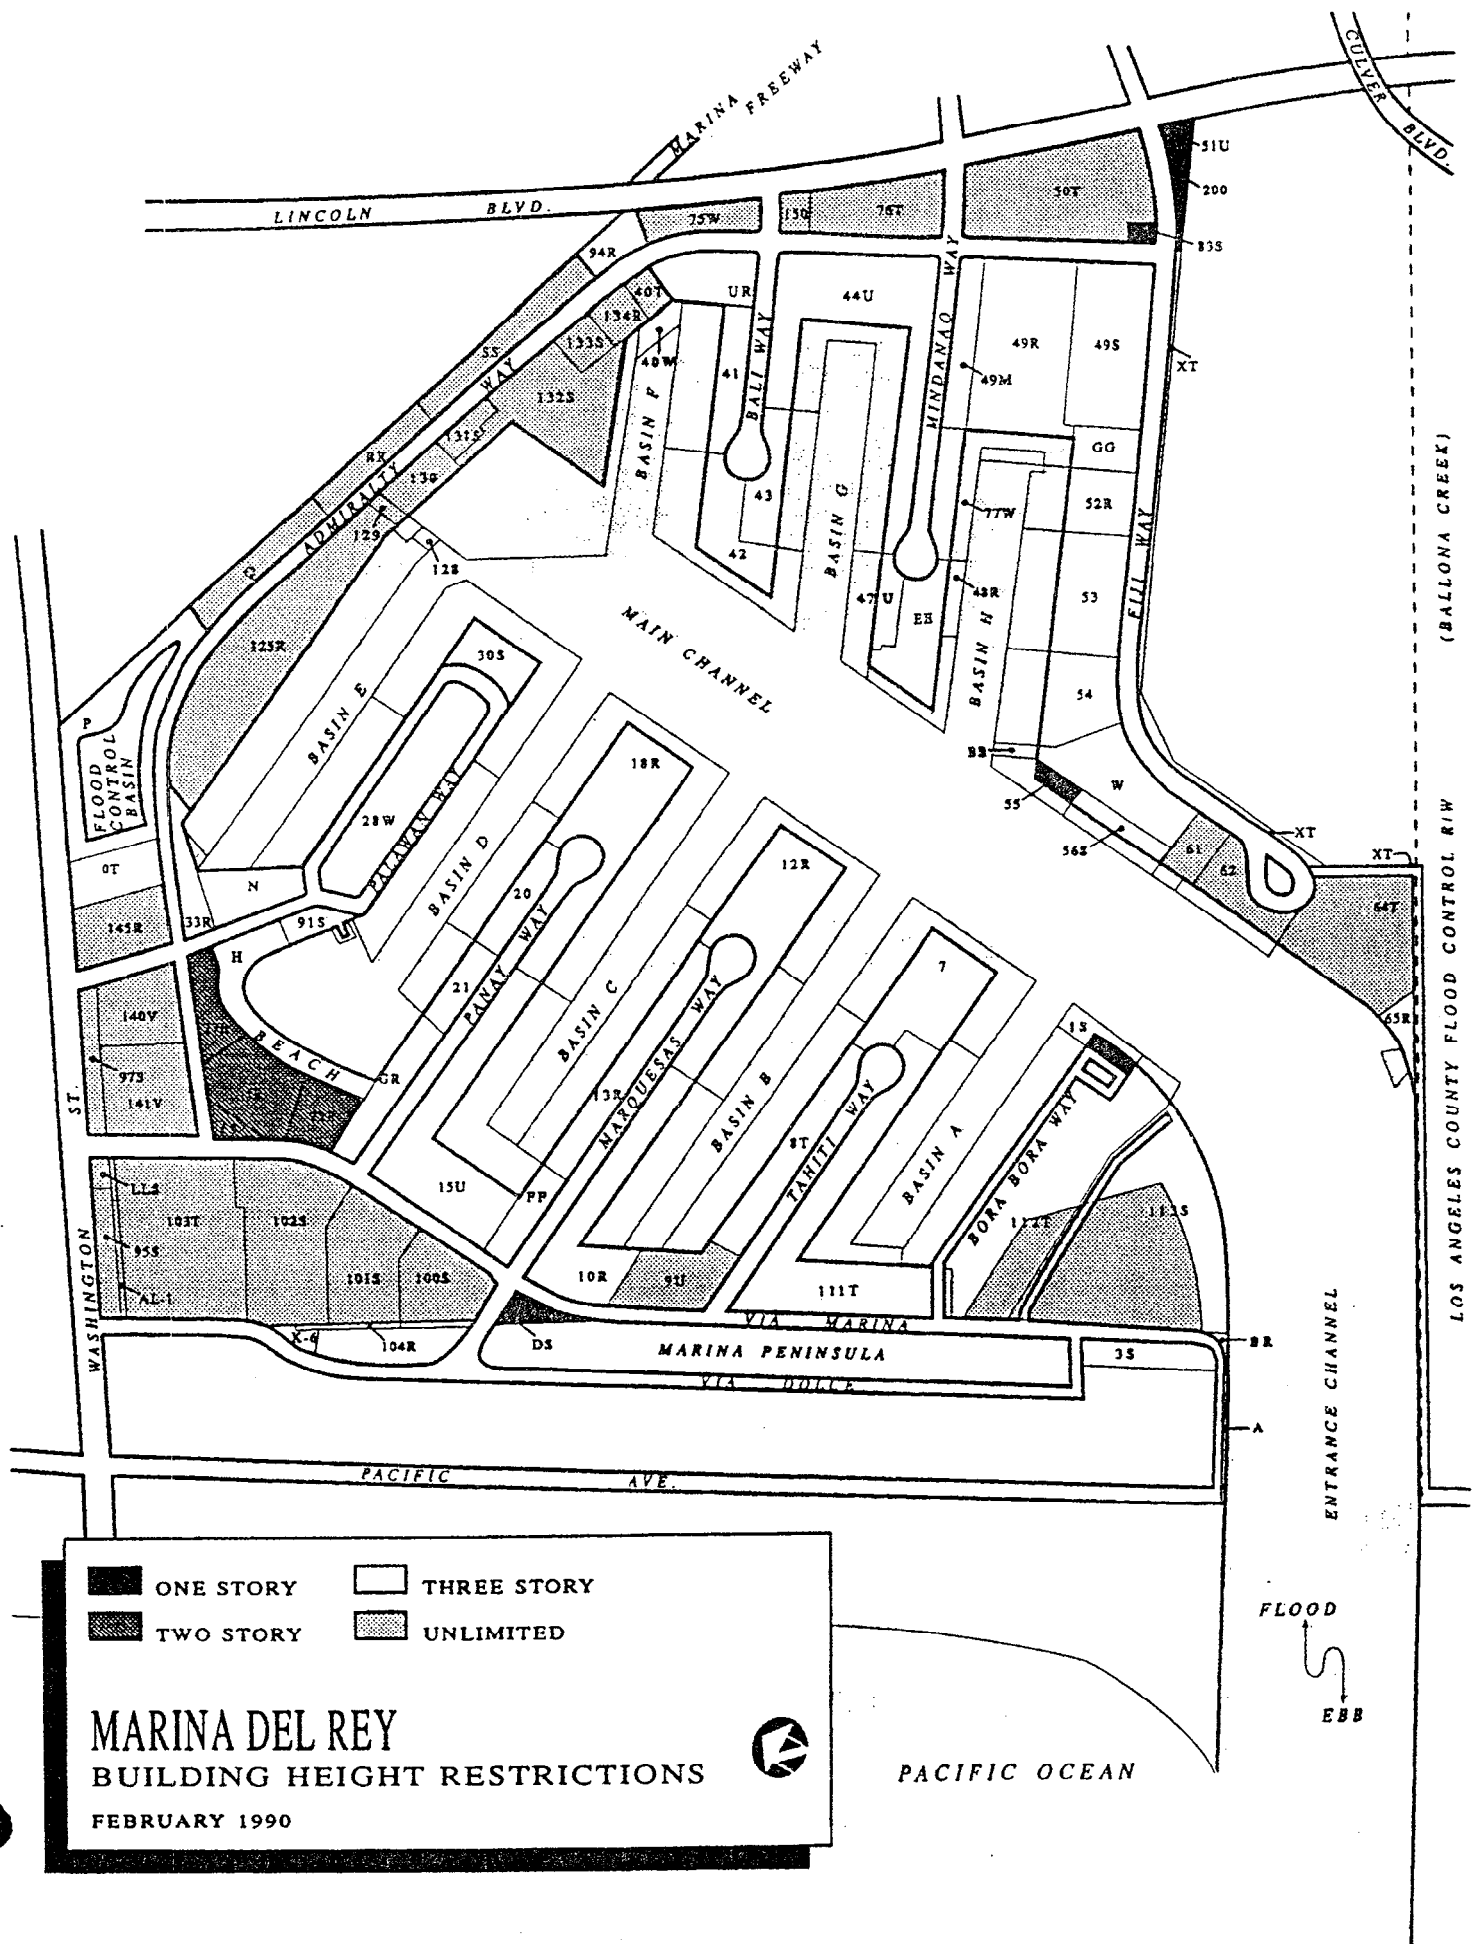 CULVER BLVD.
MARINA FREEWAY
LINCOLN BLVD.
51U
200
50T
83S
75W
150
76T
94R
UR
44U
40T
134R
133S
40W
SS
WAY
132S
131S
RR
130
ADMIRALTY
129
128
BASIN F
41
BALI WAY
43
42
BASIN G
MINDANAO WAY
49M
49R
49S
XT
GG
52R
77W
48R
47U
EE
BASIN H
53
FIJI WAY
54
BB
W
55
56S
61
62
XT
XT
64T
65R
(BALLONA CREEK)
LOS ANGELES COUNTY FLOOD CONTROL R/W
MAIN CHANNEL
125R
P
FLOOD
CONTROL
BASIN
BASIN E
30S
28W
PALAWAN WAY
OT
N
145R
33R
91S
H
BASIN D
18R
20
21
PANAY WAY
BASIN C
12R
13R
MARQUESAS WAY
BASIN B
7
8T
TAHITI WAY
BASIN A
1S
BORA BORA WAY
112T
113S
140V
97S
141V
BEACH
GR
ST.
WASHINGTON
LLS
103T
102S
95S
AL-1
101S
100S
15U
FF
10R
9U
111T
K-6
104R
DS
VIA MARINA
MARINA PENINSULA
VIA DOLCE
3S
BR
A
PACIFIC AVE.
ENTRANCE CHANNEL
ONE STORY
THREE STORY
TWO STORY
UNLIMITED
MARINA DEL REY
BUILDING HEIGHT RESTRICTIONS
FEBRUARY 1990
FLOOD
EBB
PACIFIC OCEAN